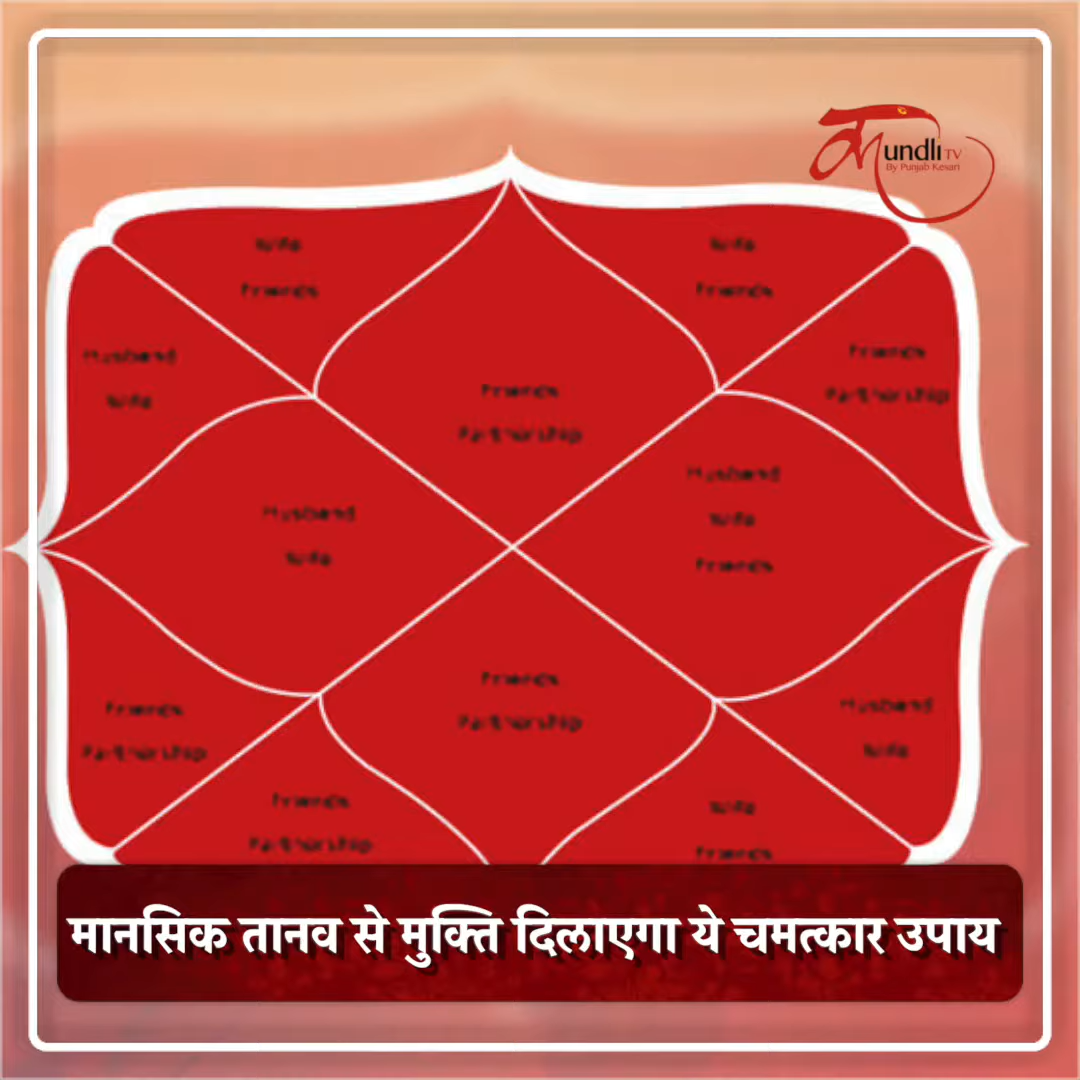 कundli TV
By Punjab Kesari
Wife
Wife
Friends
Friends
Husband
Wife
Friends
Partnership
Friends
Partnership
Husband
Wife
Friends
Husband
Wife
Friends
Partnership
Friends
Partnership
Husband
Wife
Friends
Partnership
Wife
Friends
मानसिक तानव से मुक्ति दिलाएगा ये चमत्कार उपाय